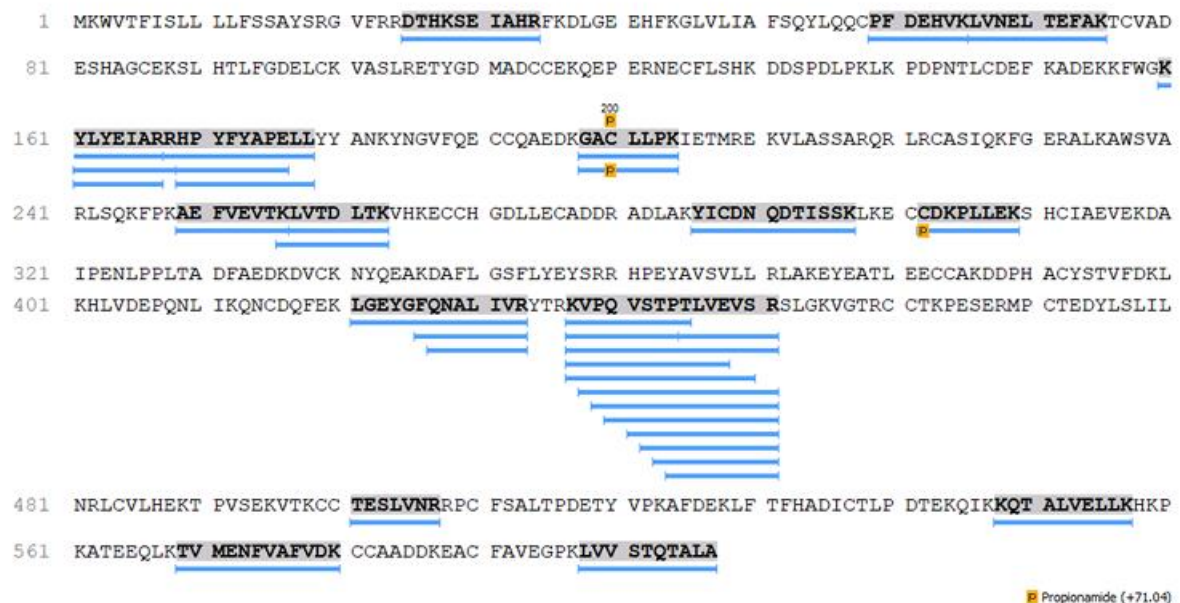 1 MKWVTFISLL LLFSSAYSRG VFRRDTHKSE IAHRFKDLGE EHFKGLVLIA FSQYLQQCPF DEHVKLVNEL TEFAKTCVAD
81 ESHAGCEKSL HTLFGDELCK VASLRETYGD MADCCEKQEP ERNECFLSHK DDSPDLPKLK PDPNTLCDEF KADEKKFWGK
200
P
161 YLYEIARRHP YFYAPELLYY ANKYNGVFQE CCQAEDKGAC LLPKIETMRE KVLASSARQR LRCASIQKFG ERALKAWSVA
P
241 RLSQKFPKAE FVEVTKLVTD LTKVHKECCH GDLLECADDR ADLAKYICDN QDTISSKLKE CCDKPLLEKS HCIAEVEKDA
P
321 IPENLPPLTA DFAEDKDVCK NYQEAKDAFL GSFLYEYSRR HPEYAVSVLL RLAKEYEATL EECCAKDDPH ACYSTVFDKL
401 KHLVDEPQNL IKQNCDQFEK LGEYGFQNAL IVRYTRKVPQ VSTPTLVEVS RSLGKVGTRC CTKPESERMP CTEDYLSLIL
481 NRLCVLHEKT PVSEKVTKCC TESLVNRRPC FSALTPDETY VPKAFDEKLF TFHADICTLP DTEKQIKKQT ALVELLKHKP
561 KATEEQLKTV MENFVAFVDK CCAADDKEAC FAVEGPKLVV STQTALA
P Propionamide (+71.04)